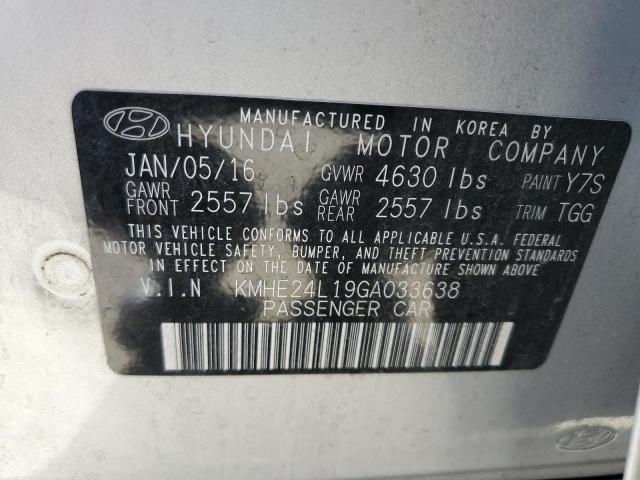 MANUFACTURED IN KOREA BY
HYUNDAI MOTOR COMPANY
JAN/05/16 GVWR 4630 lbs PAINT Y7S
GAWR FRONT 2557 lbs GAWR REAR 2557 lbs TRIM TGG
THIS VEHICLE CONFORMS TO ALL APPLICABLE U.S.A. FEDERAL
MOTOR VEHICLE SAFETY, BUMPER, AND THEFT PREVENTION STANDARDS
IN EFFECT ON THE DATE OF MANUFACTURE SHOWN ABOVE.
V.I.N KMHE24L19GA033638
PASSENGER CAR